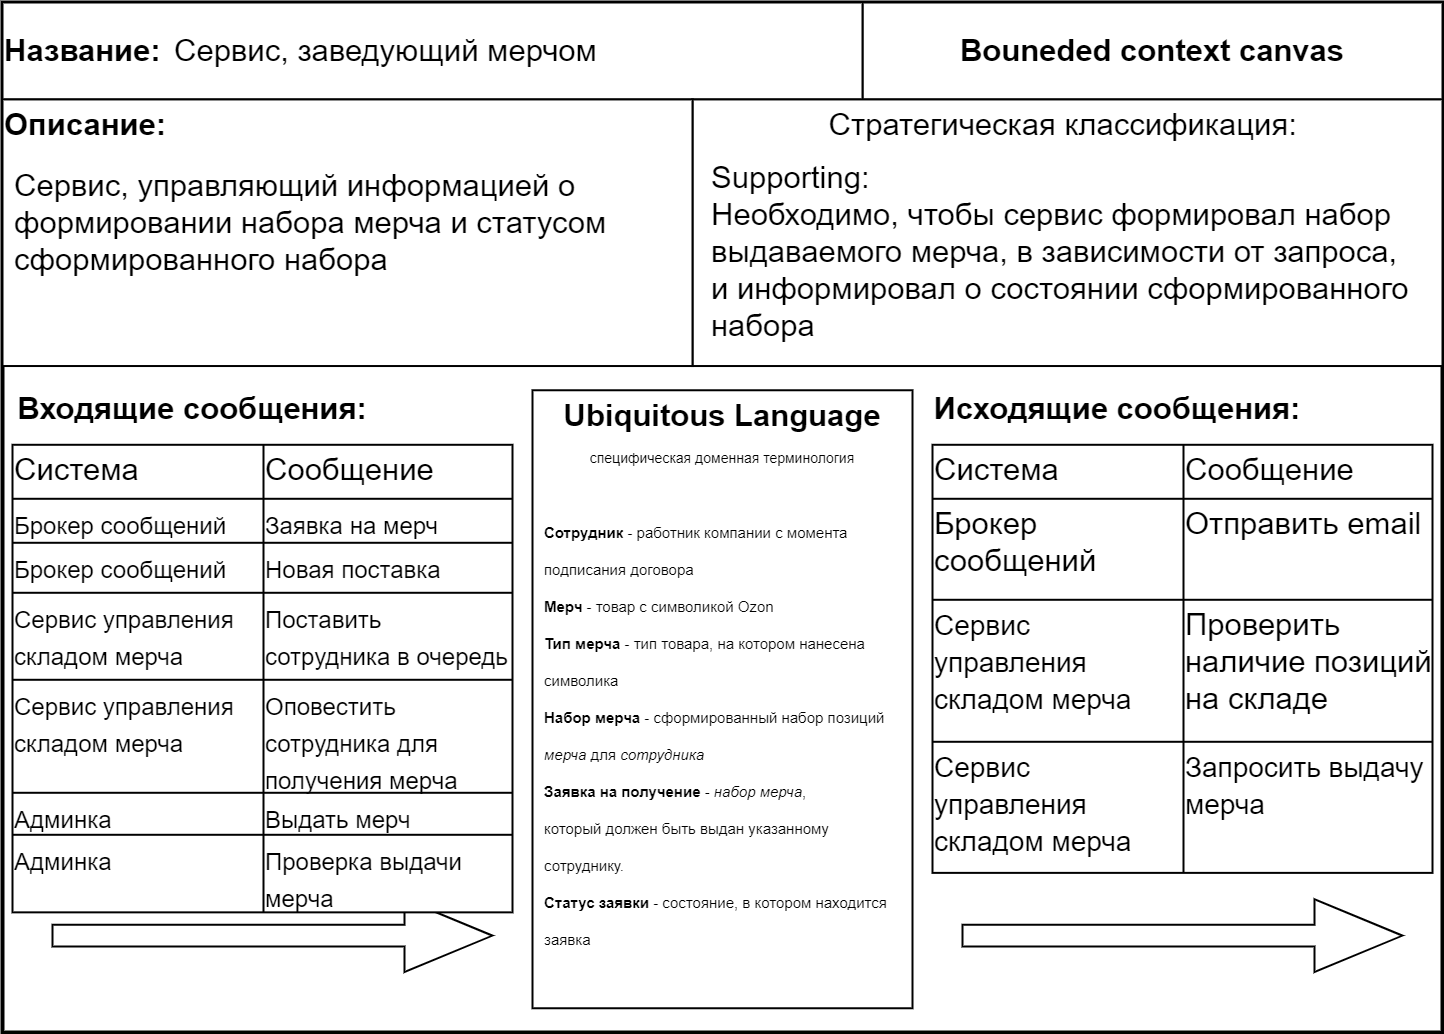 Название: Сервис, заведующий мерчом
Bouneded context canvas
Описание:
Сервис, управляющий информацией о
формировании набора мерча и статусом
сформированного набора
Стратегическая классификация:
Supporting:
Необходимо, чтобы сервис формировал набор
выдаваемого мерча, в зависимости от запроса,
и информировал о состоянии сформированного
набора
Входящие сообщения:
Система Сообщение
Брокер сообщений Заявка на мерч
Брокер сообщений Новая поставка
Сервис управления Поставить
складом мерча сотрудника в очередь
Сервис управления Оповестить
складом мерча сотрудника для
получения мерча
Админка Выдать мерч
Админка Проверка выдачи
мерча
Ubiquitous Language
специфическая доменная терминология
Сотрудник - работник компании с момента
подписания договора
Мерч - товар с символикой Ozon
Тип мерча - тип товара, на котором нанесена
символика
Набор мерча - сформированный набор позиций
мерча для сотрудника
Заявка на получение - набор мерча,
который должен быть выдан указанному
сотруднику.
Статус заявки - состояние, в котором находится
заявка
Исходящие сообщения:
Система Сообщение
Брокер Отправить email
сообщений
Сервис Проверить
управления наличие позиций
складом мерча на складе
Сервис Запросить выдачу
управления мерча
складом мерча